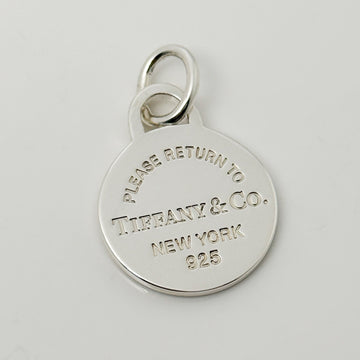 PLEASE RETURN TO
TIFFANY & CO.
NEW YORK
925